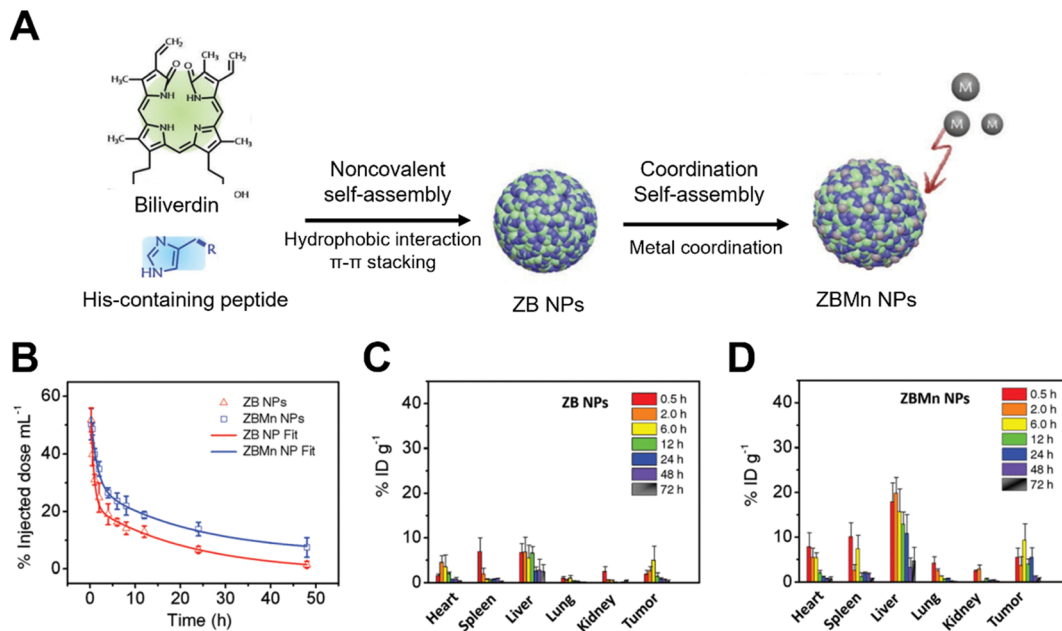 A
CH₂
O
CH₃
O
CH₂
H₃C
NH
HN
NH
N
H₃C
CH₃
OH
Biliverdin
N
HN
R
His-containing peptide
Noncovalent
self-assembly
Hydrophobic interaction
π-π stacking
ZB NPs
Coordination
Self-assembly
Metal coordination
M
M
M
ZBMn NPs
B
% Injected dose mL⁻¹
60
40
20
0
0 10 20 30 40 50
Time (h)
ZB NPs
ZBMn NPs
ZB NP Fit
ZBMn NP Fit
C
% ID g⁻¹
40
30
20
10
0
ZB NPs
0.5 h
2.0 h
6.0 h
12 h
24 h
48 h
72 h
Heart Spleen Liver Lung Kidney Tumor
D
% ID g⁻¹
40
30
20
10
0
ZBMn NPs
0.5 h
2.0 h
6.0 h
12 h
24 h
48 h
72 h
Heart Spleen Liver Lung Kidney Tumor